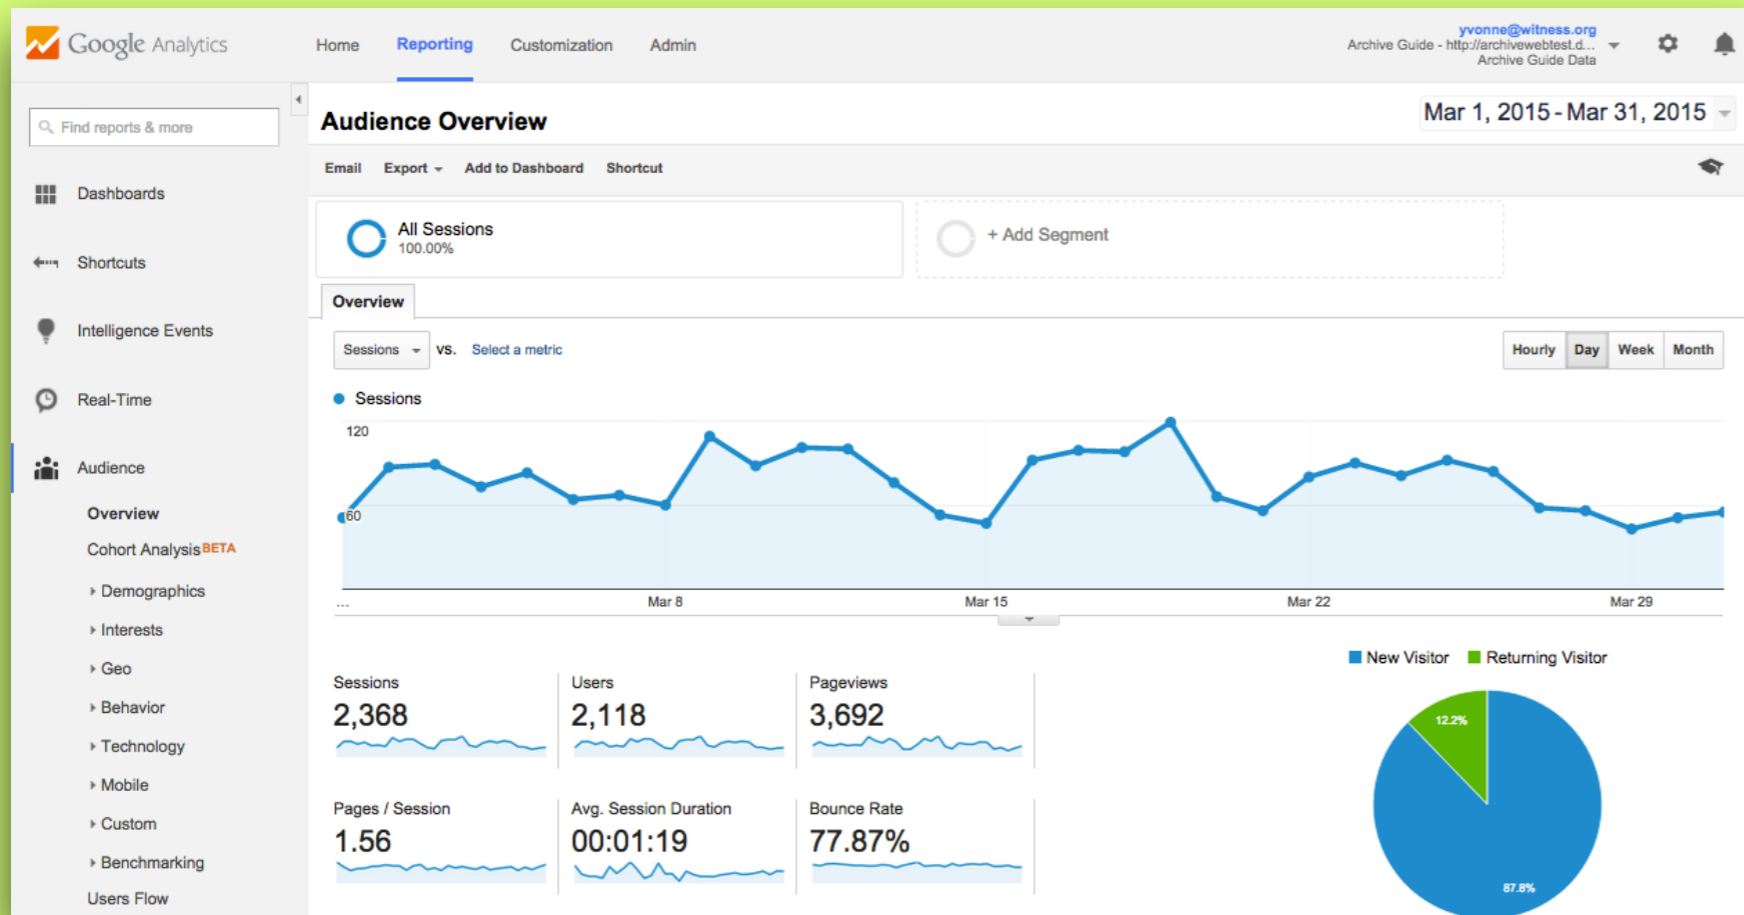 Google Analytics
Home Reporting Customization Admin
yvonne@witness.org
Archive Guide - http://archivewebtest.d...
Archive Guide Data
Find reports & more
Dashboards
Shortcuts
Intelligence Events
Real-Time
Audience
Overview
Cohort Analysis BETA
Demographics
Interests
Geo
Behavior
Technology
Mobile
Custom
Benchmarking
Users Flow
Audience Overview
Mar 1, 2015 - Mar 31, 2015
Email Export Add to Dashboard Shortcut
All Sessions
100.00%
+ Add Segment
Overview
Sessions VS. Select a metric
Hourly Day Week Month
Sessions
120
60
... Mar 8 Mar 15 Mar 22 Mar 29
Sessions
2,368
Users
2,118
Pageviews
3,692
Pages / Session
1.56
Avg. Session Duration
00:01:19
Bounce Rate
77.87%
New Visitor Returning Visitor
12.2%
87.8%